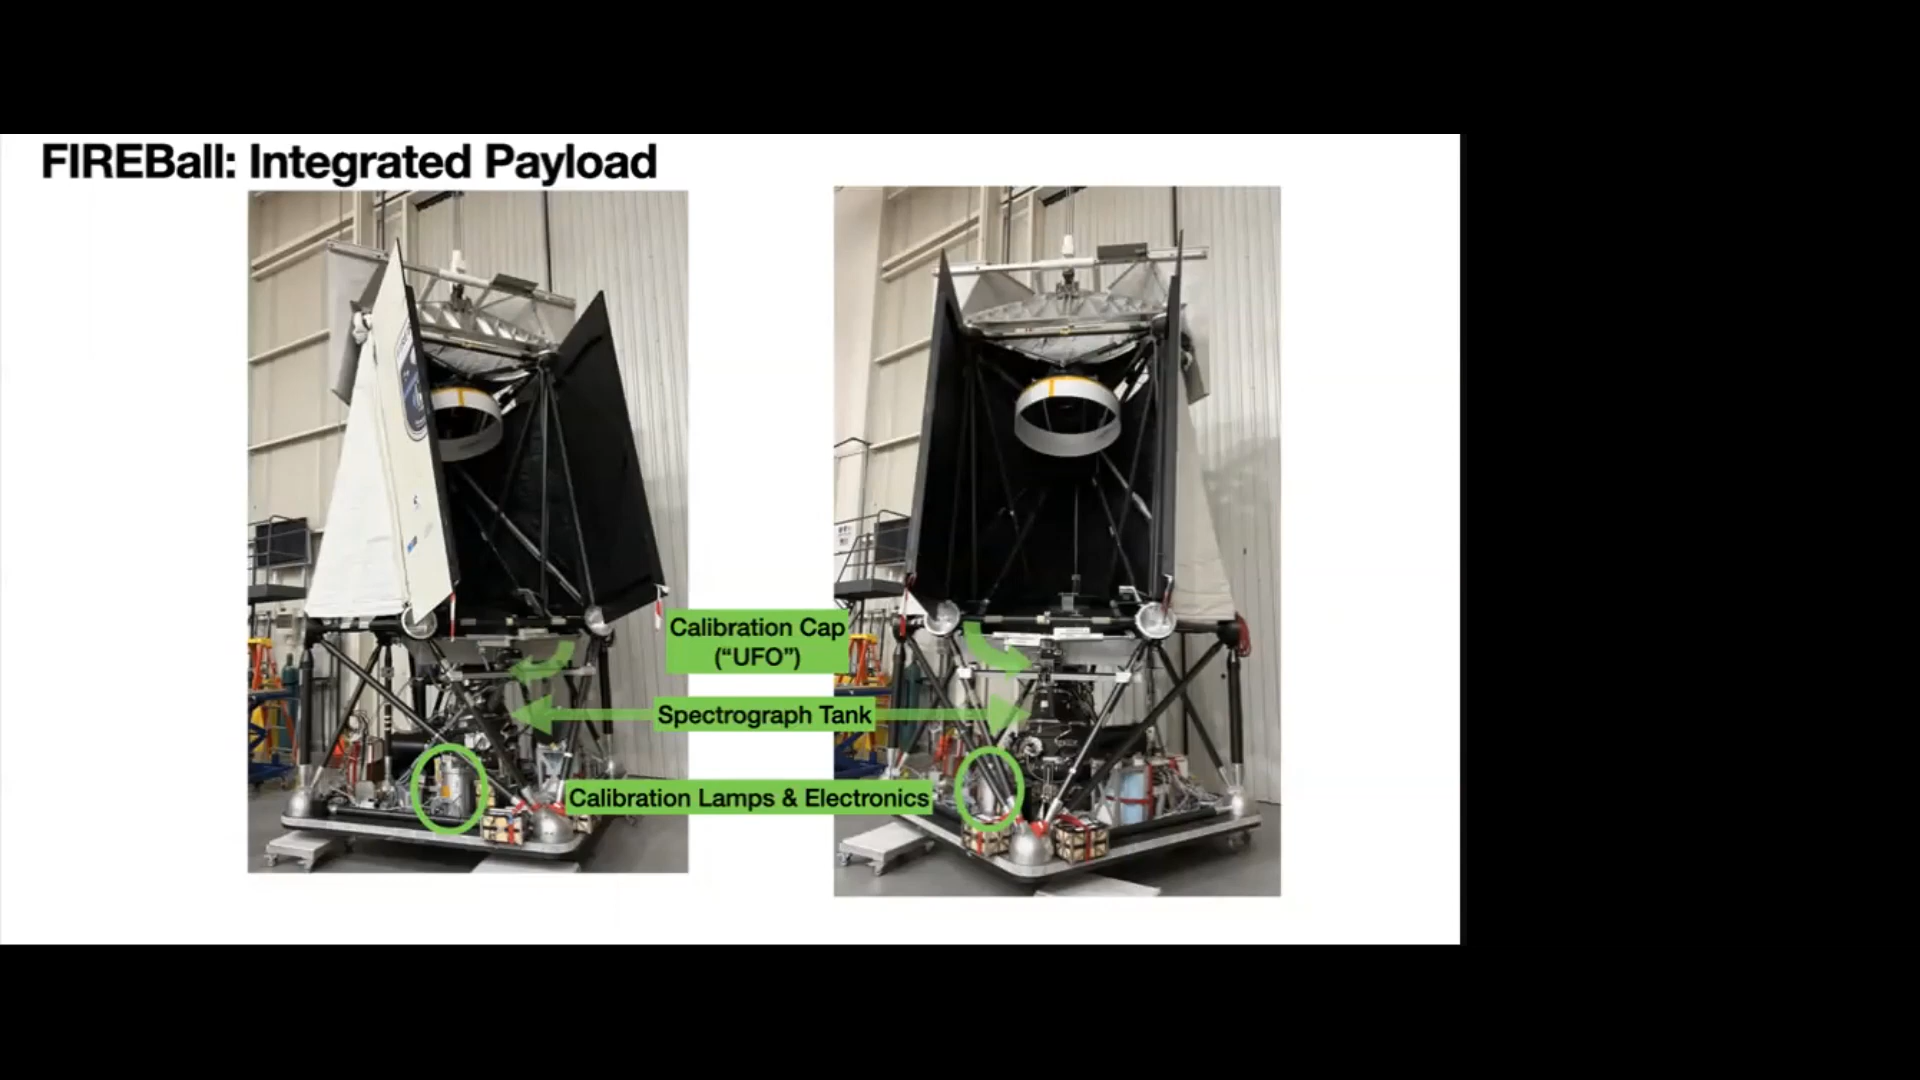 FIREBall: Integrated Payload
Calibration Cap
(“UFO”)
Spectrograph Tank
Calibration Lamps & Electronics